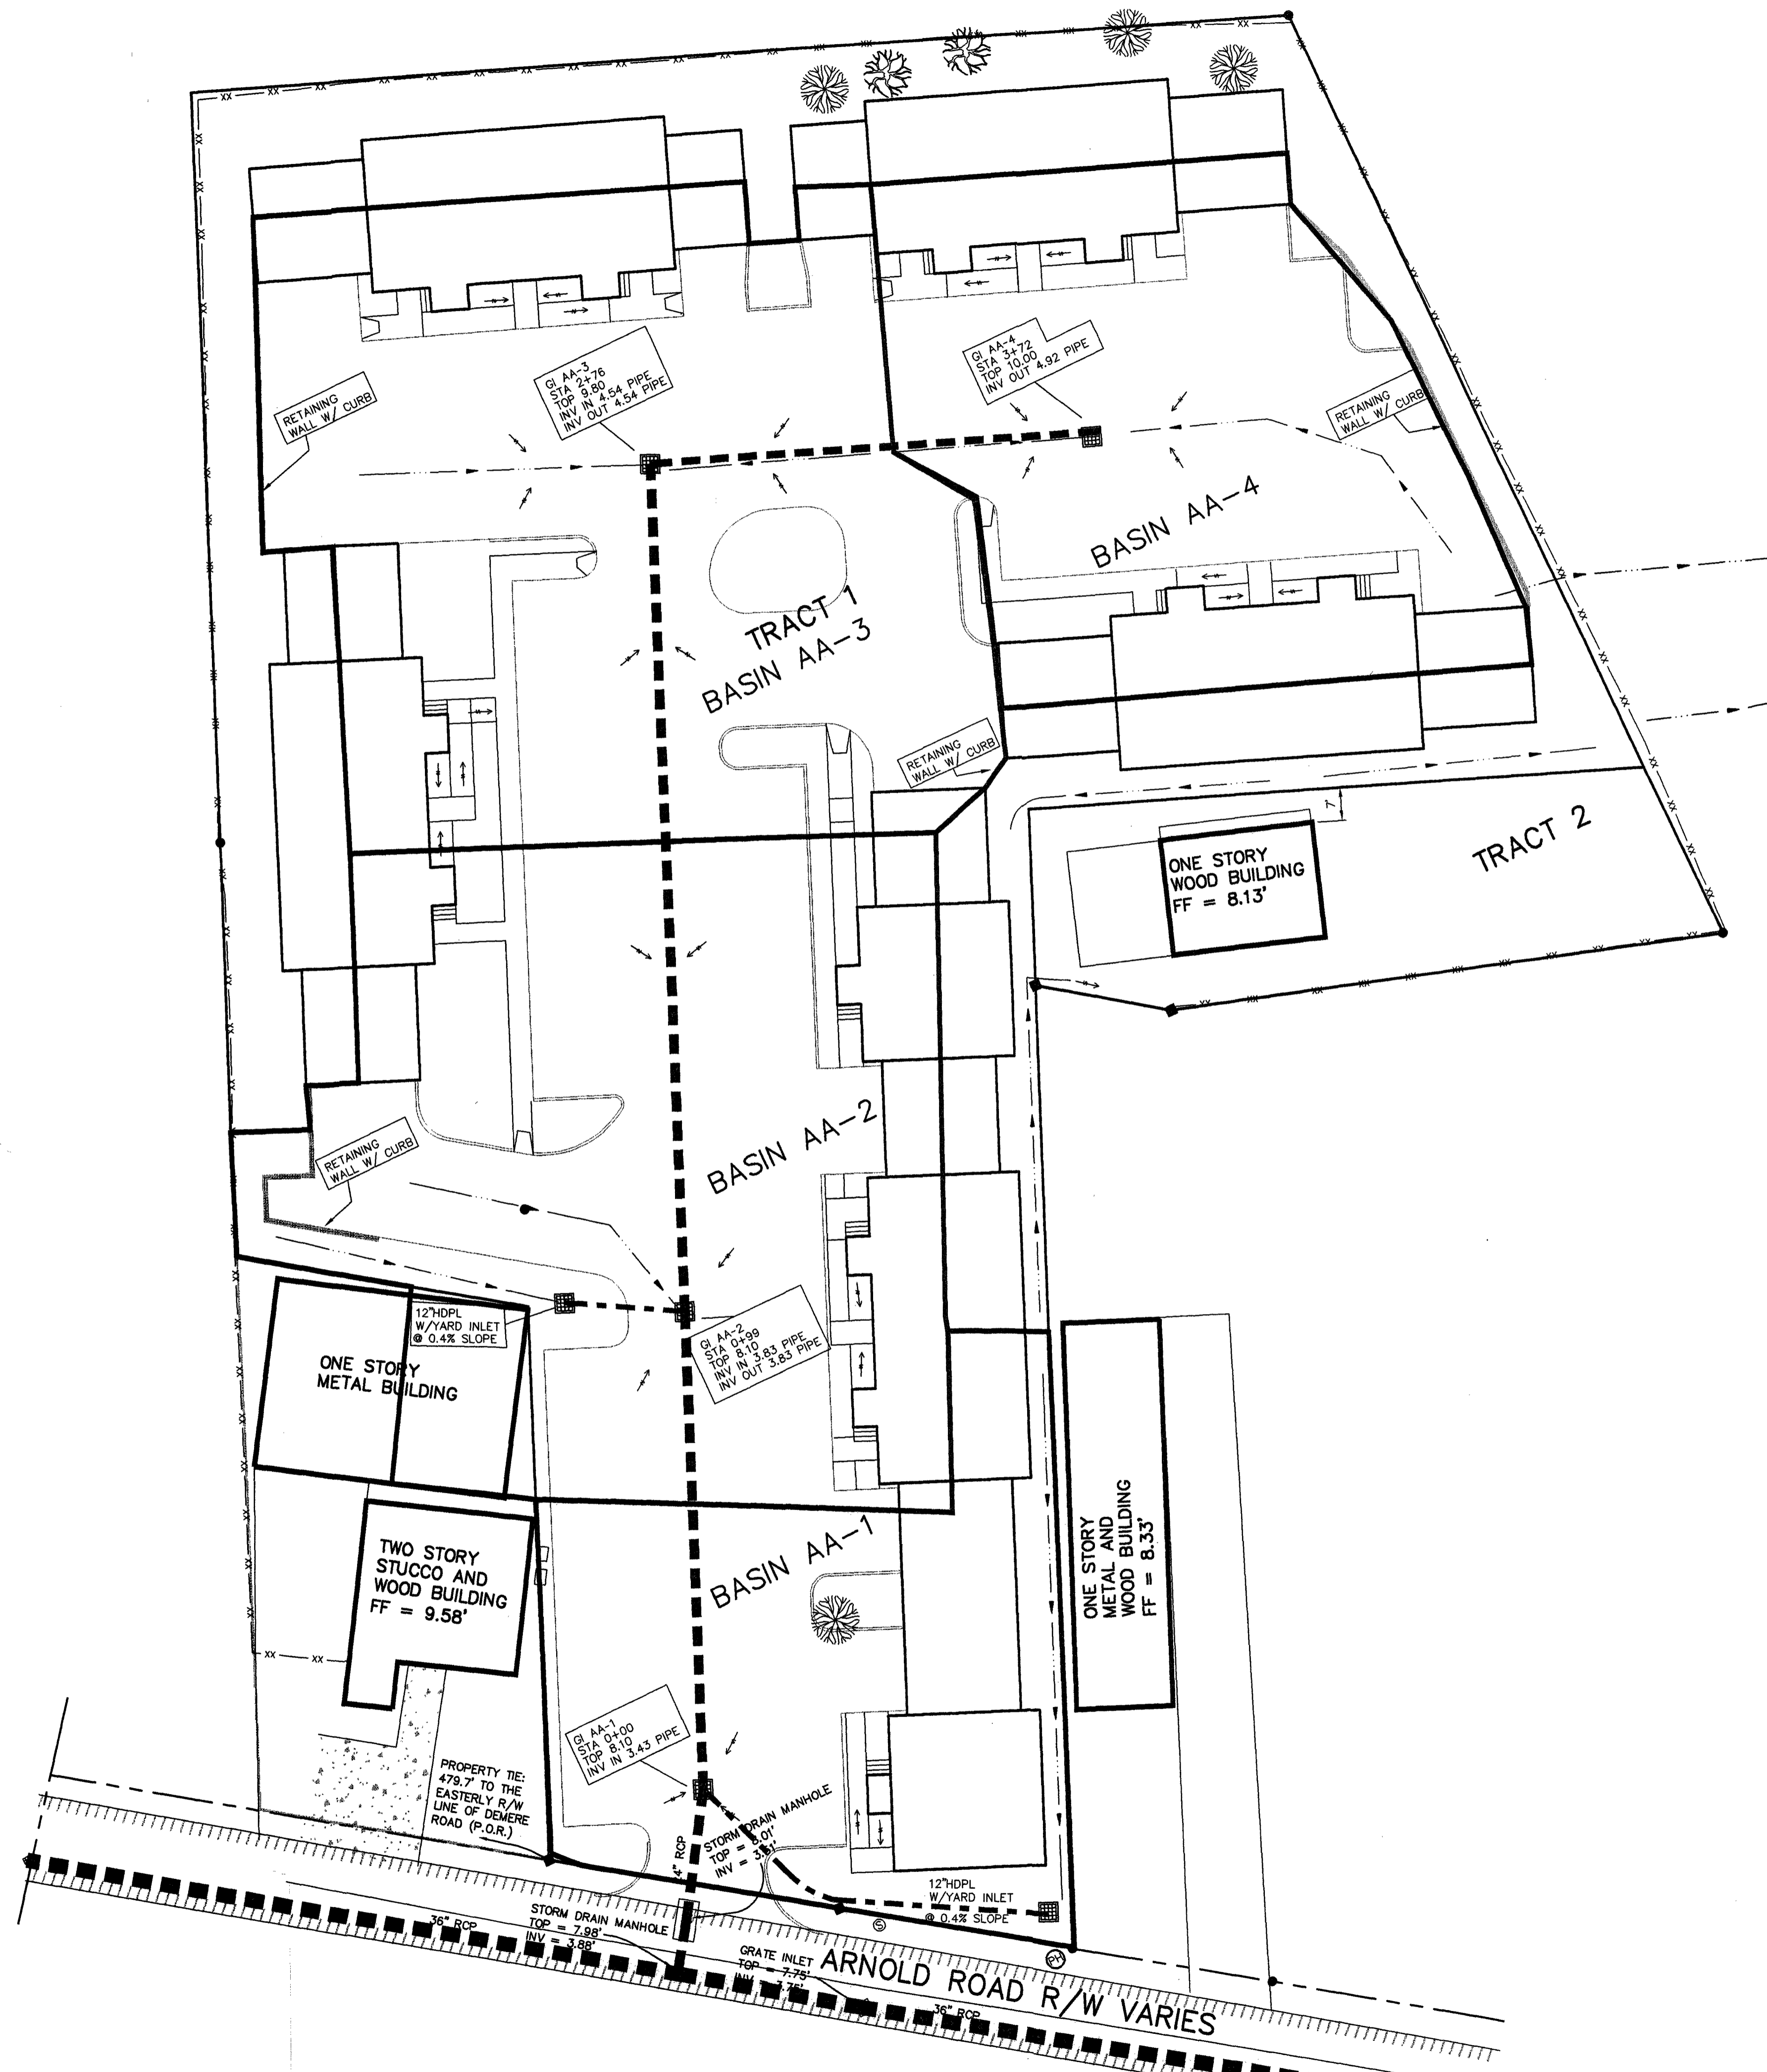 GI AA-3
STA 2+76
TOP 9.80
INV IN 4.54 PIPE
INV OUT 4.54 PIPE
GI AA-4
STA 3+72
TOP 10.00
INV OUT 4.92 PIPE
RETAINING
WALL W/ CURB
RETAINING
WALL W/ CURB
BASIN AA-4
TRACT 1
BASIN AA-3
RETAINING
WALL W/ CURB
7'
TRACT 2
ONE STORY
WOOD BUILDING
FF = 8.13'
BASIN AA-2
RETAINING
WALL W/ CURB
12"HDPL
W/YARD INLET
@ 0.4% SLOPE
GI AA-2
STA 0+99
TOP 8.10
INV IN 3.83 PIPE
INV OUT 3.83 PIPE
ONE STORY
METAL BUILDING
BASIN AA-1
TWO STORY
STUCCO AND
WOOD BUILDING
FF = 9.58'
ONE STORY
METAL AND
WOOD BUILDING
FF = 8.33'
GI AA-1
STA 0+00
TOP 8.10
INV IN 3.43 PIPE
PROPERTY TIE:
479.7' TO THE
EASTERLY R/W
LINE OF DEMERE
ROAD (P.O.R.)
STORM DRAIN MANHOLE
TOP = 8.01'
INV =
RCP
12"HDPL
W/YARD INLET
@ 0.4% SLOPE
S
PH
STORM DRAIN MANHOLE
TOP = 7.98'
INV = 3.88'
36" RCP
GRATE INLET
TOP = 7.75'
INV =
36" RCP
ARNOLD ROAD R/W VARIES